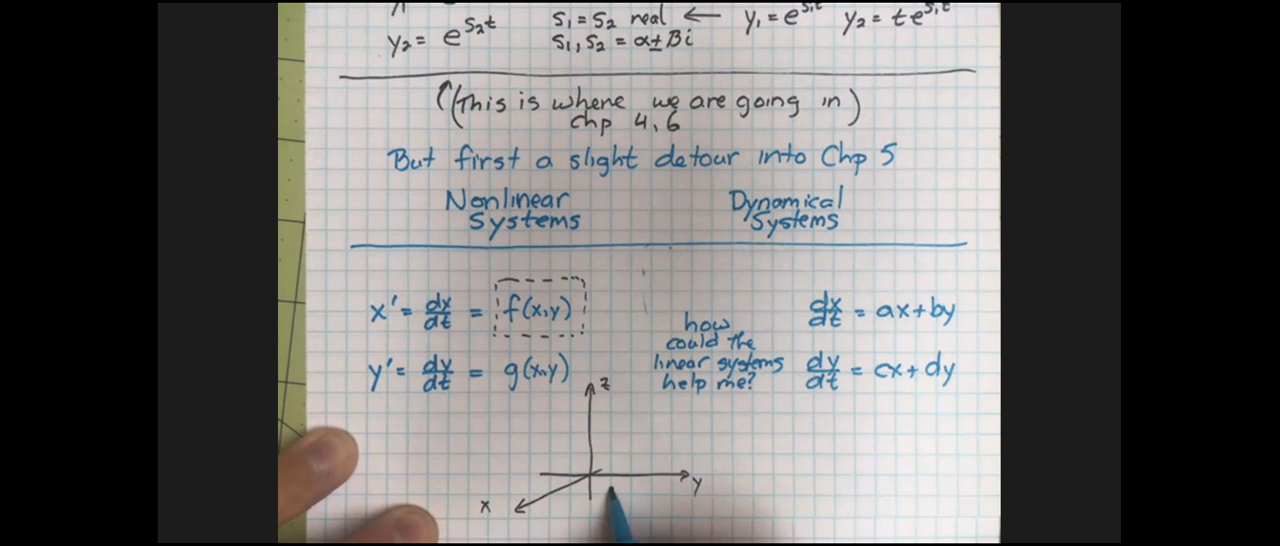 y₂ = e^s₂t s₁ = s₂ real ← y₁ = e^s₁t y₂ = te^s₁t
s₁, s₂ = α ± Bi
(This is where we are going in)
chp 4, 6
But first a slight detour into Chp 5
Nonlinear Dynamical
Systems Systems
x' = dx/dt = f(x,y) dx/dt = ax + by
how
could the
linear systems
help me?
y' = dy/dt = g(x,y) dy/dt = cx + dy
z
y
x